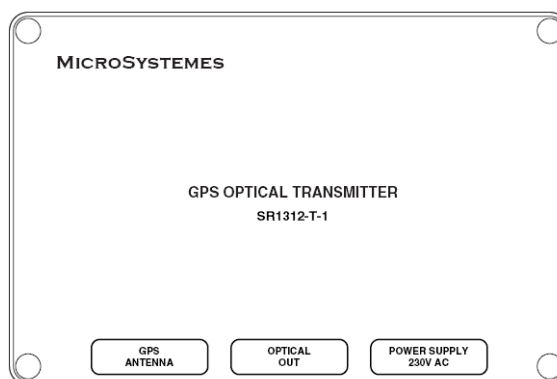 MICROSYSTEMES
GPS OPTICAL TRANSMITTER
SR1312-T-1
GPS
ANTENNA
OPTICAL
OUT
POWER SUPPLY
230V AC